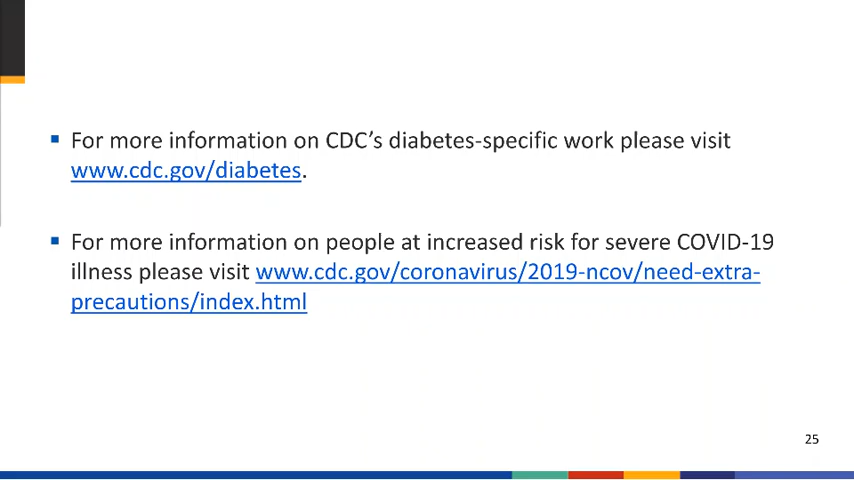 ▪ For more information on CDC’s diabetes-specific work please visit
www.cdc.gov/diabetes.
▪ For more information on people at increased risk for severe COVID-19
illness please visit www.cdc.gov/coronavirus/2019-ncov/need-extra-
precautions/index.html
25